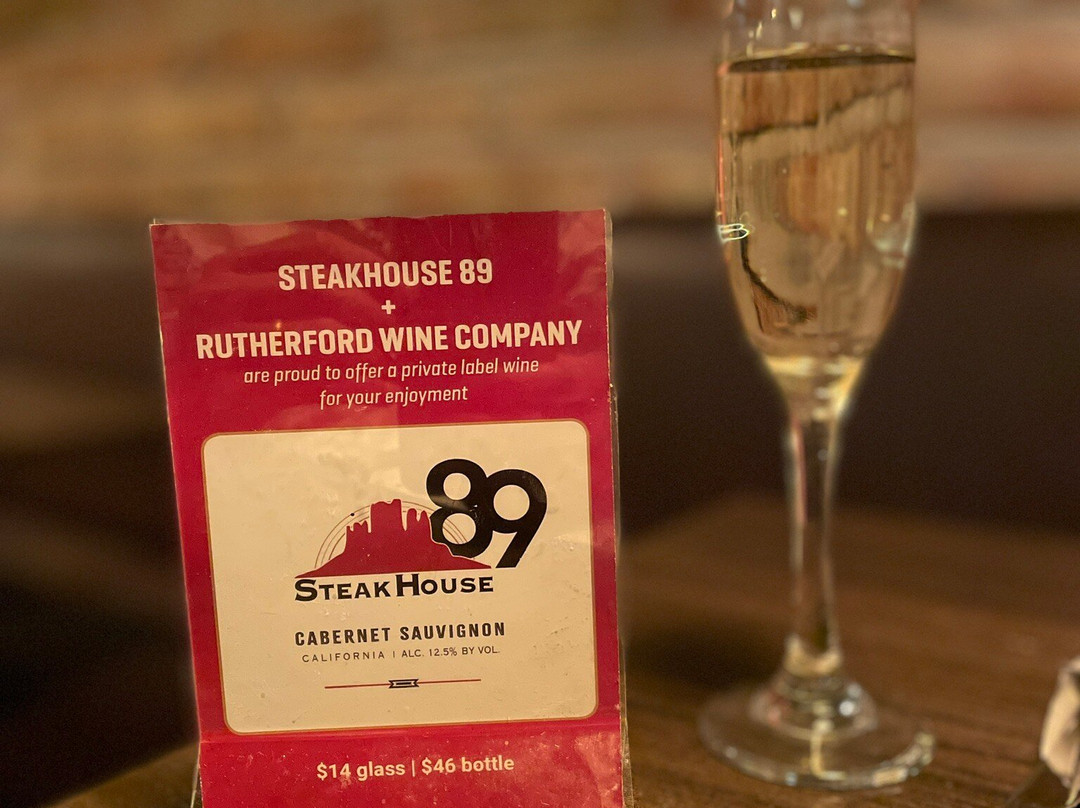 STEAKHOUSE 89
+
RUTHERFORD WINE COMPANY
are proud to offer a private label wine
for your enjoyment
89
STEAKHOUSE
CABERNET SAUVIGNON
CALIFORNIA | ALC. 12.5% BY VOL.
$14 glass | $46 bottle